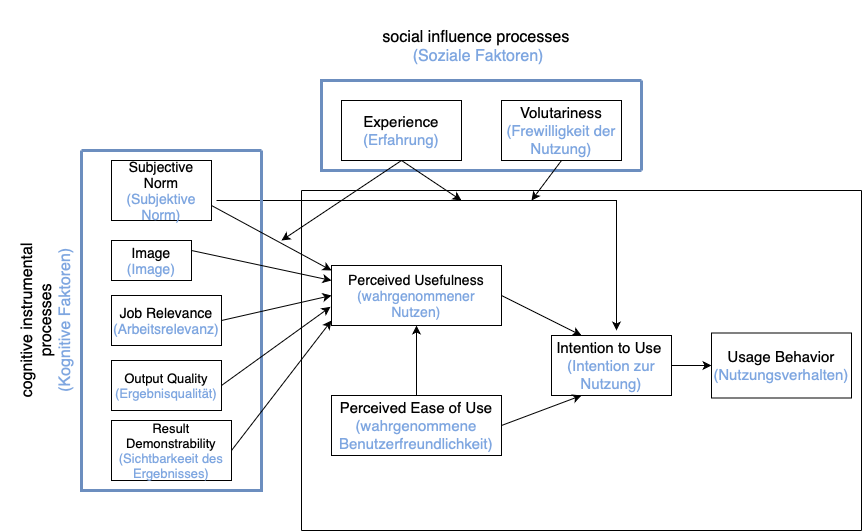 social influence processes
(Soziale Faktoren)
Experience
(Erfahrung)
Volutariness
(Frewilligkeit der
Nutzung)
cognitive instrumental
processes
(Kognitive Faktoren)
Subjective
Norm
(Subjektive
Norm)
Image
(Image)
Job Relevance
(Arbeitsrelevanz)
Output Quality
(Ergebnisqualität)
Result
Demonstrability
(Sichtbarkeeit des
Ergebnisses)
Perceived Usefulness
(wahrgenommener
Nutzen)
Perceived Ease of Use
(wahrgenommene
Benutzerfreundlichkeit)
Intention to Use
(Intention zur
Nutzung)
Usage Behavior
(Nutzungsverhalten)